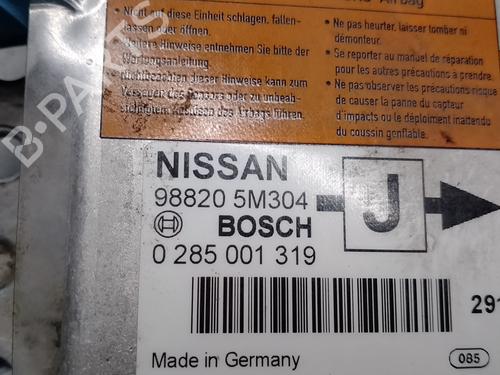 Airbag
• Nicht auf diese Einheit schlagen, fallen-
lassen oder öffnen.
• Weitere Hinweise entnehmen Sie bitte der
Wartungsanleitung
Nichtbeachten dieser Hinweise kann zum
Versagen des Sensors oder zu unbeab-
sichtigtem Auslösen des Airbags führen.
• Ne pas heurter, laisser tomber ni
démonteur.
• Se reporter au manuel de réparation
pour les autres précautions à prendre.
• Ne pas observer les précautions risque
de causer la panne du capteur
d'impacts ou le déploiement inattendu
du coussin gonflable.
NISSAN
98820 5M304
J
BOSCH
0 285 001 319
29
Made in Germany
085
B-PARTS